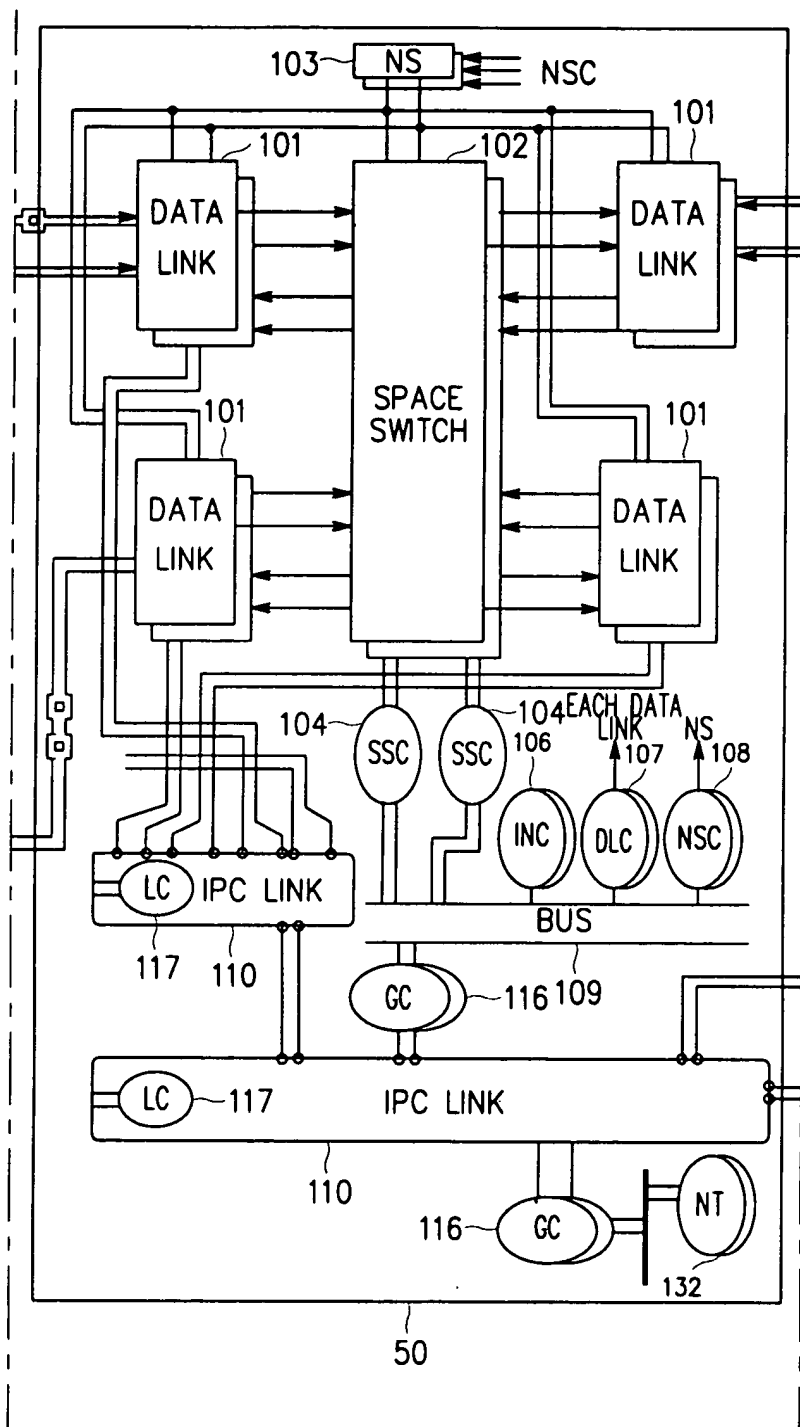 103
NS
NSC
101
102
101
DATA
LINK
DATA
LINK
SPACE
SWITCH
101
101
DATA
LINK
DATA
LINK
104
SSC
104
SSC
EACH DATA
LINK
NS
106
107
108
INC
DLC
NSC
LC
IPC LINK
117
110
BUS
109
GC
116
LC
117
IPC LINK
110
116
GC
NT
132
50